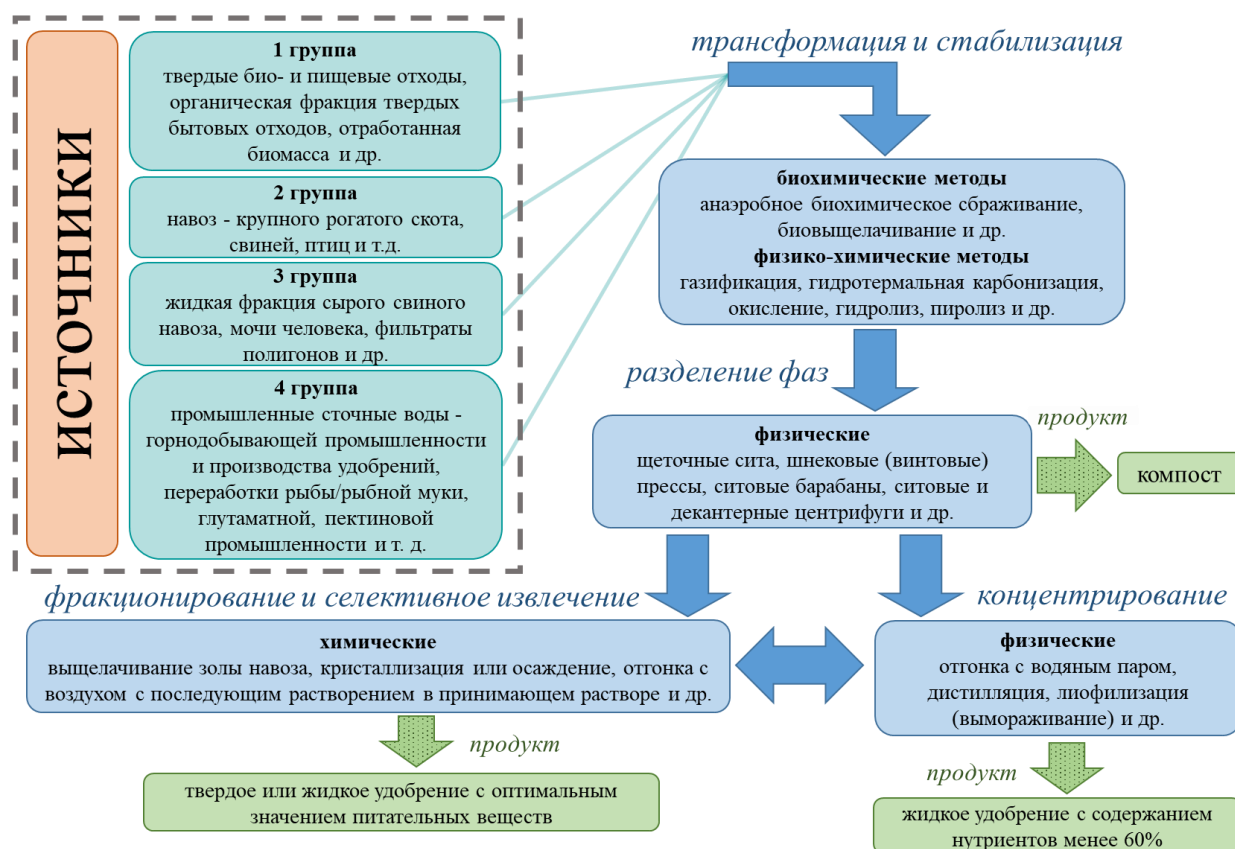 ИСТОЧНИКИ
1 группа
твердые био- и пищевые отходы,
органическая фракция твердых
бытовых отходов, отработанная
биомасса и др.
2 группа
навоз - крупного рогатого скота,
свиней, птиц и т.д.
3 группа
жидкая фракция сырого свиного
навоза, мочи человека, фильтраты
полигонов и др.
4 группа
промышленные сточные воды -
горнодобывающей промышленности
и производства удобрений,
переработки рыбы/рыбной муки,
глутаматной, пектиновой
промышленности и т. д.
трансформация и стабилизация
биохимические методы
анаэробное биохимическое сбраживание,
биовыщелачивание и др.
физико-химические методы
газификация, гидротермальная карбонизация,
окисление, гидролиз, пиролиз и др.
разделение фаз
физические
щеточные сита, шнековые (винтовые)
прессы, ситовые барабаны, ситовые и
декантерные центрифуги и др.
продукт
компост
фракционирование и селективное извлечение
химические
выщелачивание золы навоза, кристаллизация или осаждение, отгонка с
воздухом с последующим растворением в принимающем растворе и др.
продукт
твердое или жидкое удобрение с оптимальным
значением питательных веществ
концентрирование
физические
отгонка с водяным паром,
дистилляция, лиофилизация
(вымораживание) и др.
продукт
жидкое удобрение с содержанием
нутриентов менее 60%